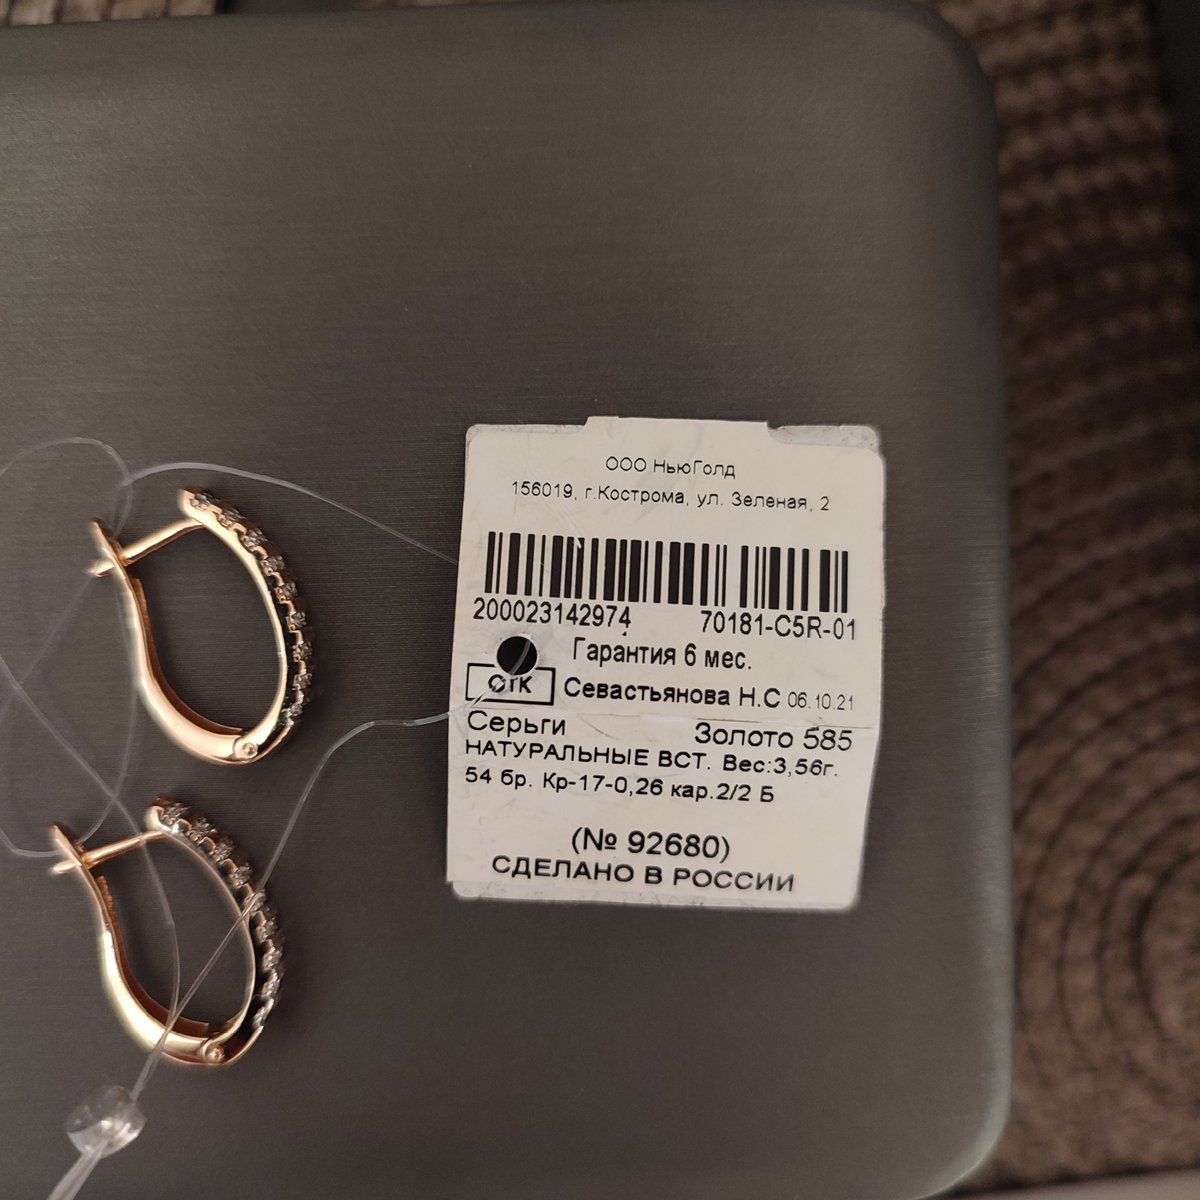 ООО НьюГолд
156019, г.Кострома, ул. Зеленая, 2
200023142974 70181-C5R-01
Гарантия 6 мес.
ОТК Севастьянова Н.С 06.10.21
Серьги Золото 585
НАТУРАЛЬНЫЕ ВСТ. Вес:3,56г.
54 бр. Кр-17-0,26 кар.2/2 Б
(№ 92680)
СДЕЛАНО В РОССИИ